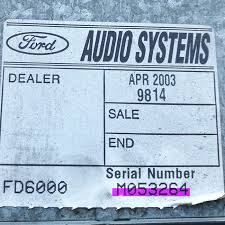 Ford AUDIO SYSTEMS
DEALER APR 2003
9814
SALE
END
Serial Number
FD6000 M053264